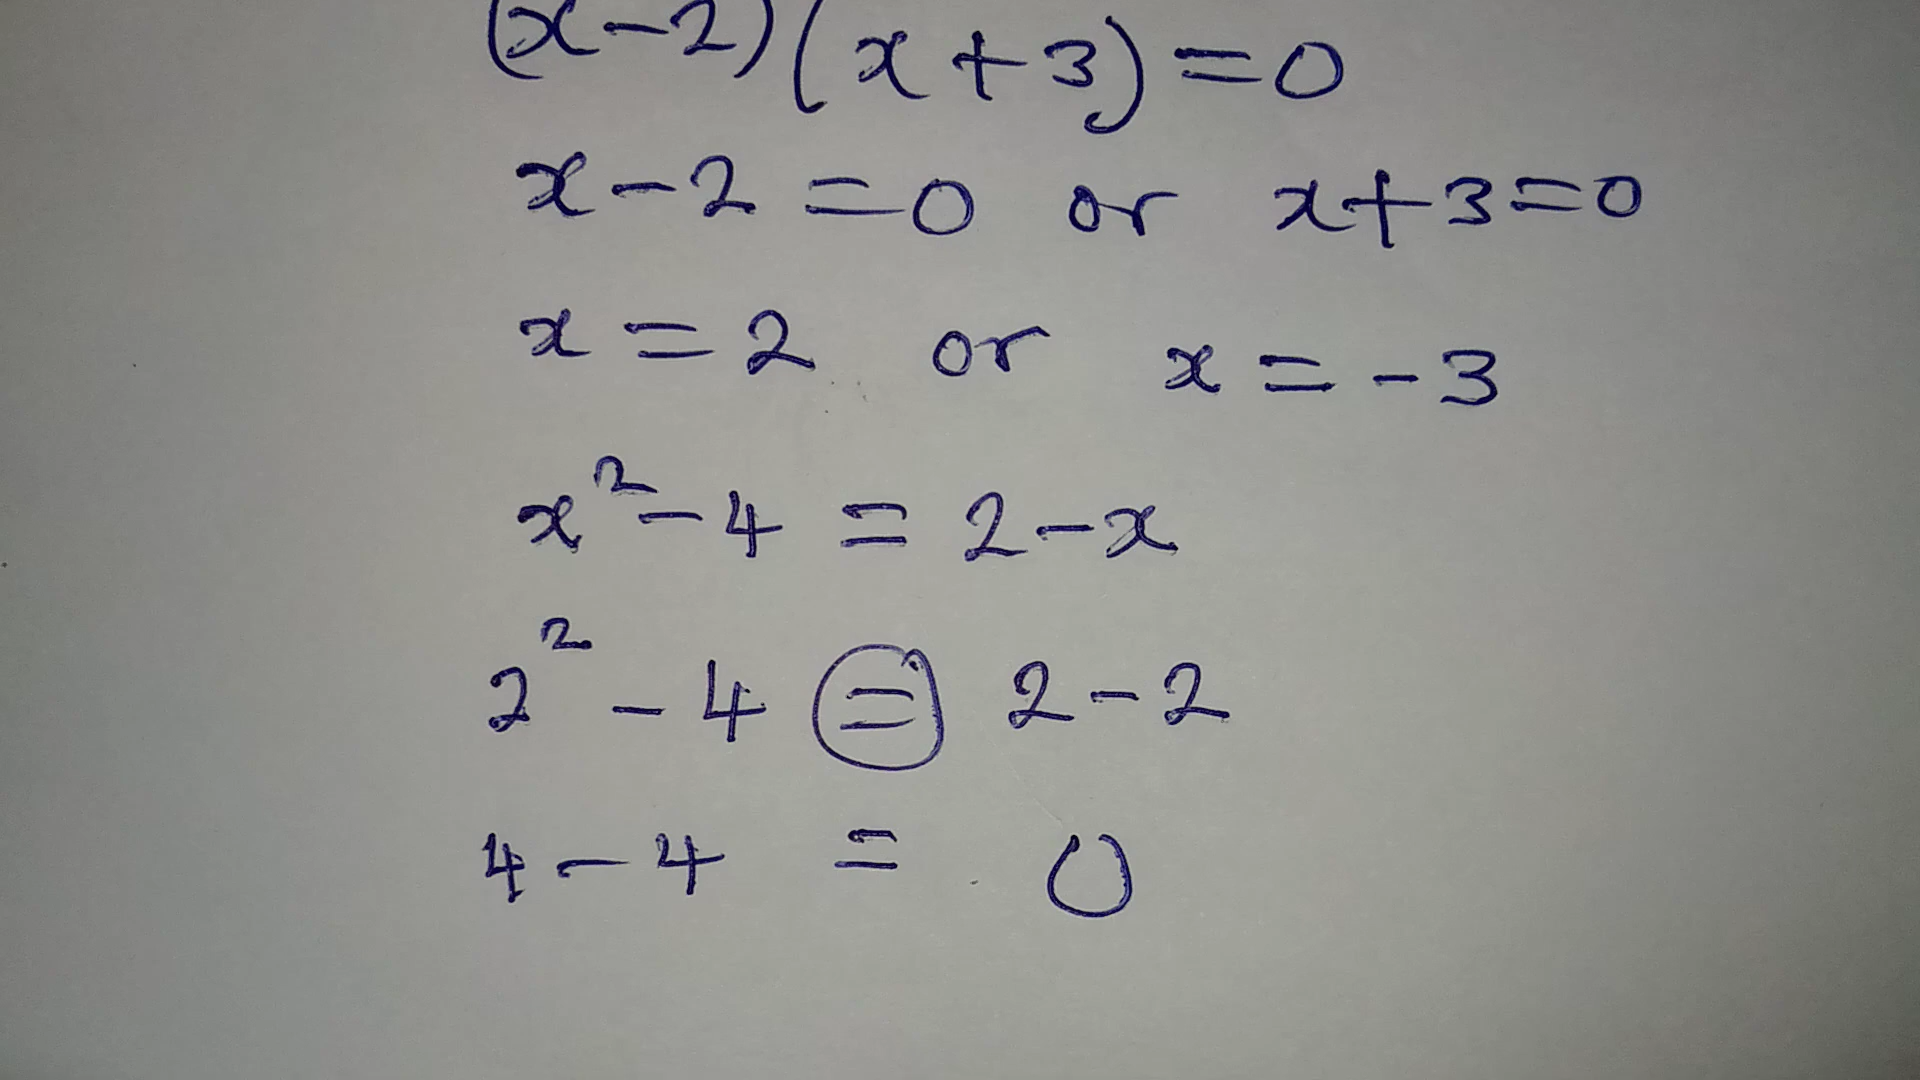 (x-2)(x+3)=0
x-2=0 or x+3=0
x=2 or x=-3
x²-4=2-x
2²-4=2-2
4-4=0